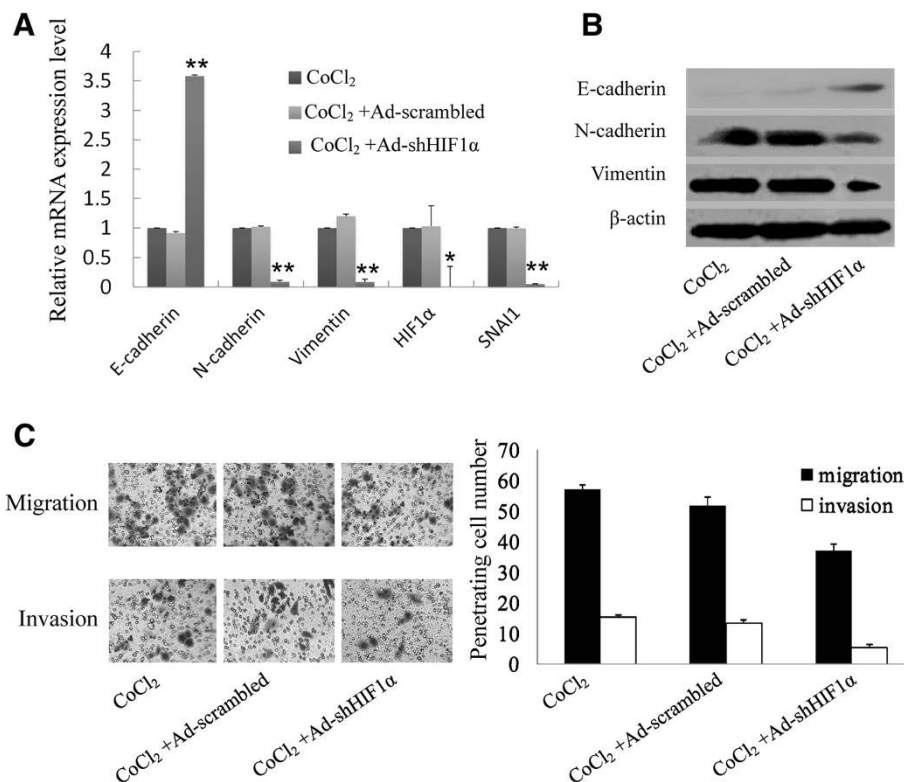 A
Relative mRNA expression level
4
3.5
3
2.5
2
1.5
1
0.5
0
**
**
**
*
**
CoCl₂
CoCl₂ +Ad-scrambled
CoCl₂ +Ad-shHIF1α
E-cadherin
N-cadherin
Vimentin
HIF1α
SNAI1
B
E-cadherin
N-cadherin
Vimentin
β-actin
CoCl₂
CoCl₂ +Ad-scrambled
CoCl₂ +Ad-shHIF1α
C
Migration
Invasion
CoCl₂
CoCl₂ +Ad-scrambled
CoCl₂ +Ad-shHIF1α
Penetrating cell number
70
60
50
40
30
20
10
0
migration
invasion
CoCl₂
CoCl₂ +Ad-scrambled
CoCl₂ +Ad-shHIF1α